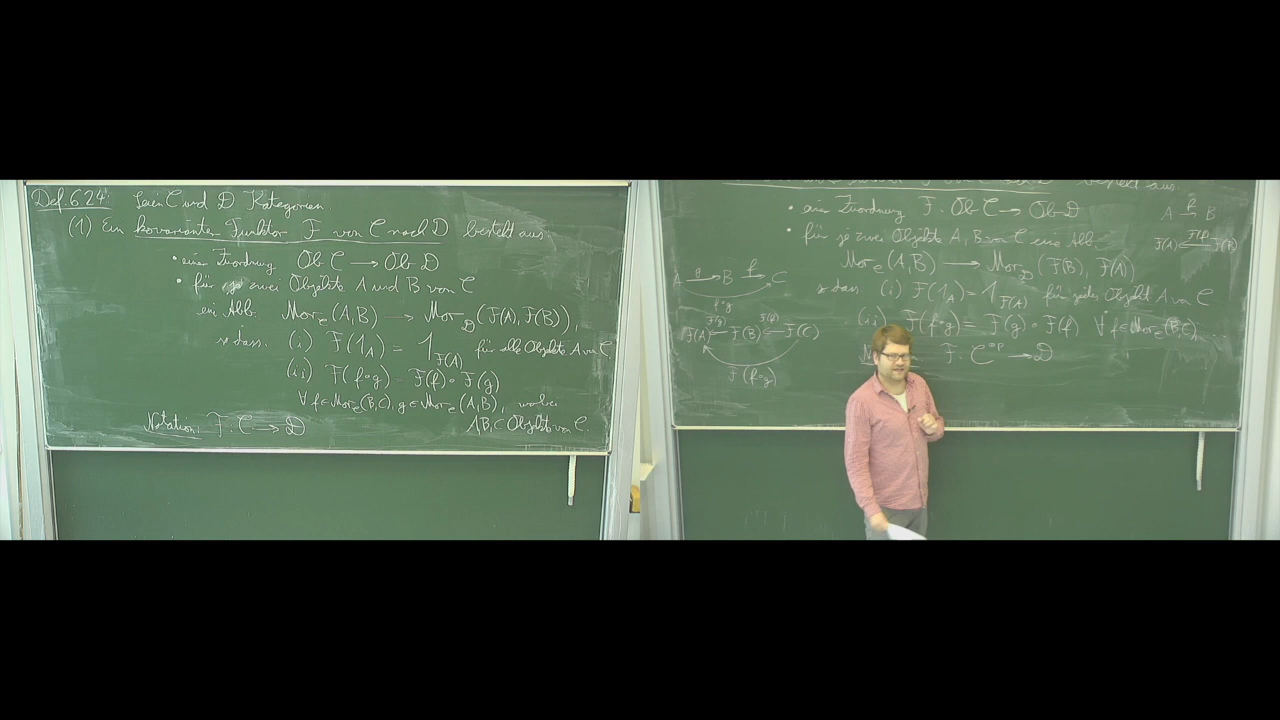 Def. 6.24: Seien C und D Kategorien.
(1) Ein kovarianter Funktor F von C nach D besteht aus:
• einer Zuordnung Ob C → Ob D
• für je zwei Objekte A und B von C
eine Abb. Mor_C(A,B) → Mor_D(F(A), F(B)),
so dass (i) F(1_A) = 1_F(A) für alle Objekte A von C
(ii) F(f∘g) = F(f)∘F(g)
∀ f∈Mor_C(B,C), g∈Mor_C(A,B), wobei
A,B,C Objekte von C.
Notation: F: C → D
• einer Zuordnung F: Ob C → Ob D
• für je zwei Objekte A, B von C eine Abb.
Mor_C(A,B) → Mor_D(F(B), F(A))
so dass (i) F(1_A) = 1_F(A) für jedes Objekt A von C
(ii) F(f∘g) = F(g)∘F(f) ∀ f∈Mor_C(B,C),
F: C^op → D
A f→ B
F(A) ←F(f) F(B)
A g→ B f→ C
f∘g
F(A) ←F(g) F(B) ←F(f) F(C)
F(f∘g)